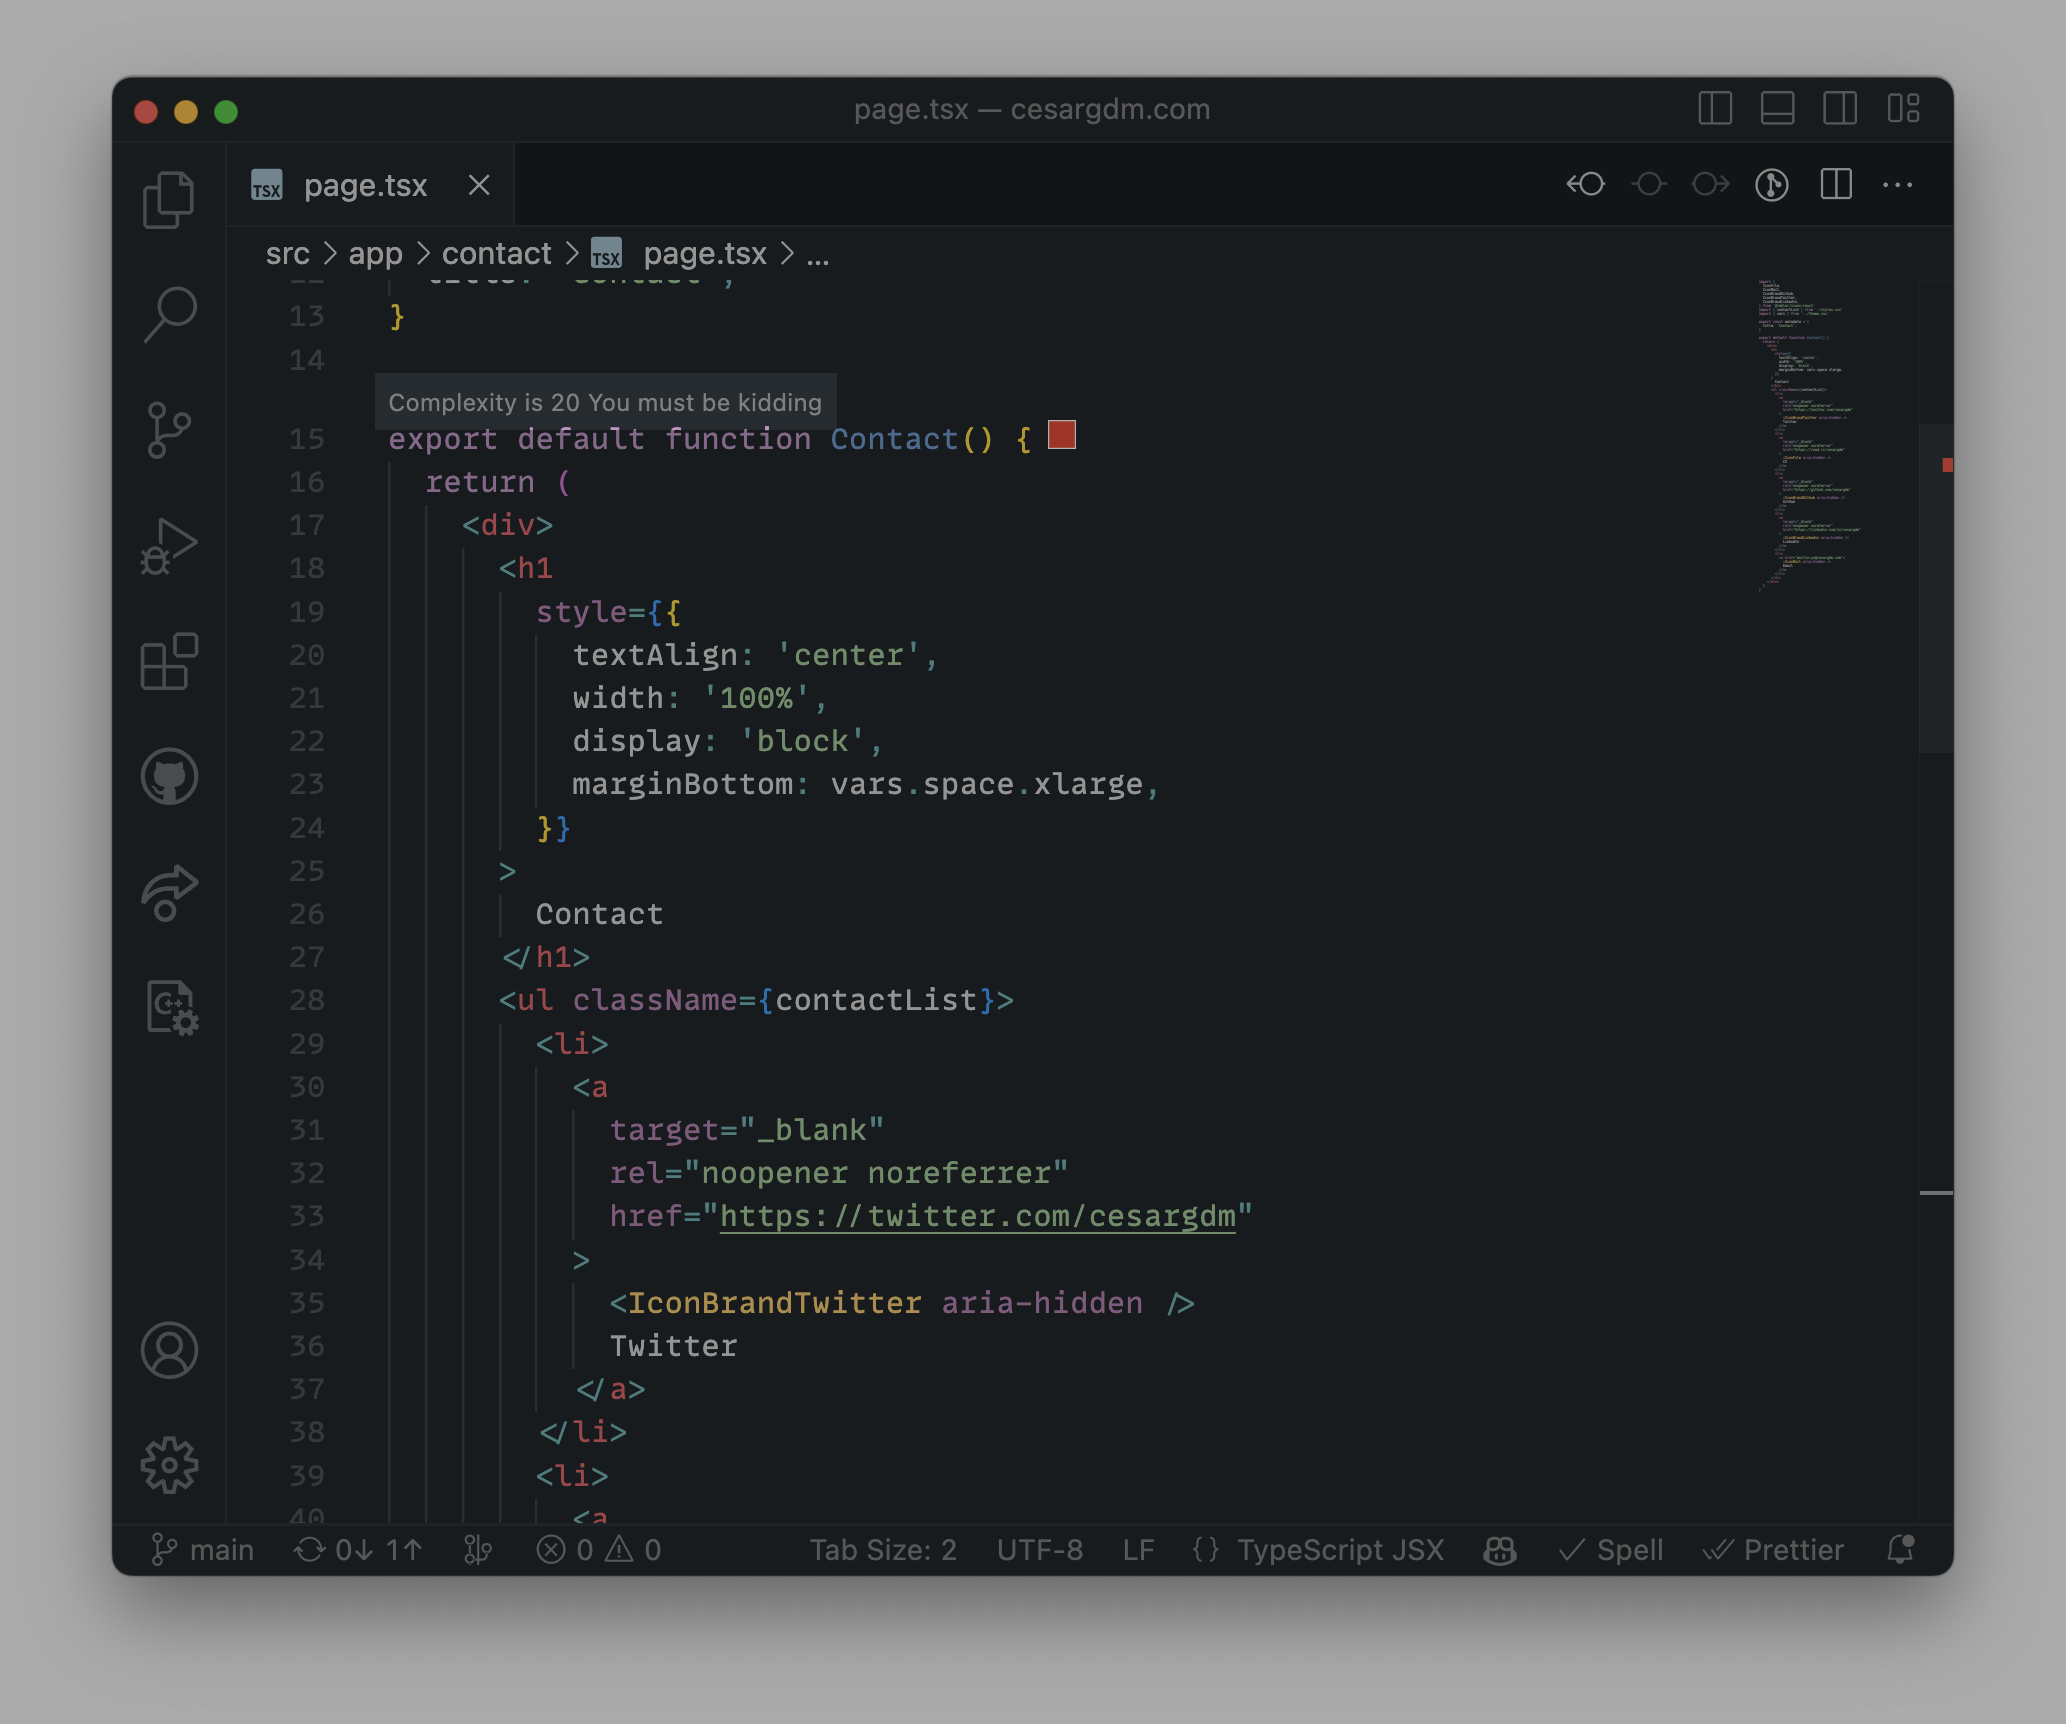 page.tsx — cesargdm.com
TSX page.tsx
src > app > contact > TSX page.tsx > ...
12 title: 'Contact',
13 }
14
Complexity is 20 You must be kidding
15 export default function Contact() {
16 return (
17 <div>
18 <h1
19 style={{
20 textAlign: 'center',
21 width: '100%',
22 display: 'block',
23 marginBottom: vars.space.xlarge,
24 }}
25 >
26 Contact
27 </h1>
28 <ul className={contactList}>
29 <li>
30 <a
31 target="_blank"
32 rel="noopener noreferrer"
33 href="https://twitter.com/cesargdm"
34 >
35 <IconBrandTwitter aria-hidden />
36 Twitter
37 </a>
38 </li>
39 <li>
40 <a
main 0↓ 1↑ 0 0 Tab Size: 2 UTF-8 LF {} TypeScript JSX Spell Prettier